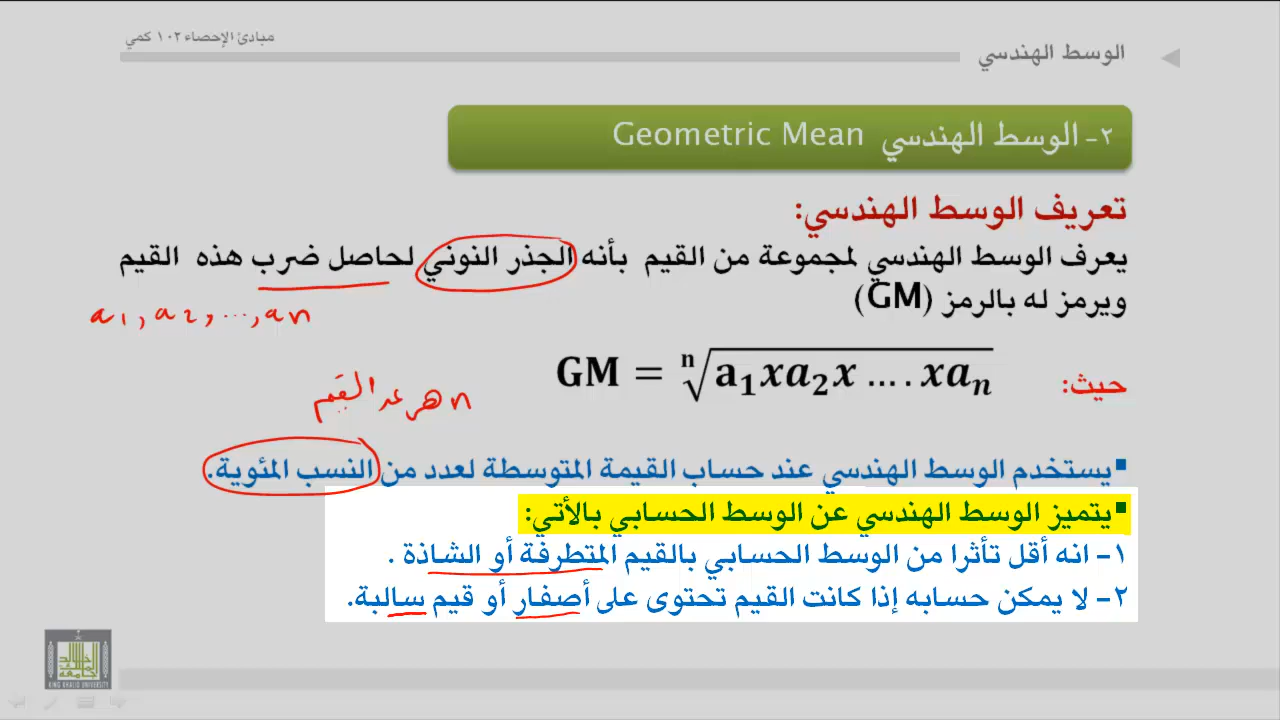 مبادئ الإحصاء ١٠٢ كمي
الوسط الهندسي
٢- الوسط الهندسي Geometric Mean
تعريف الوسط الهندسي:
يعرف الوسط الهندسي لمجموعة من القيم بأنه الجذر النوني لحاصل ضرب هذه القيم
ويرمز له بالرمز (GM)
a1, a2, ..., an
حيث: GM = ⁿ√a₁xa₂x ....xaₙ
n هو عدد القيم
▪يستخدم الوسط الهندسي عند حساب القيمة المتوسطة لعدد من النسب المئوية.
▪يتميز الوسط الهندسي عن الوسط الحسابي بالأتي:
١- انه أقل تأثرا من الوسط الحسابي بالقيم المتطرفة أو الشاذة .
٢- لا يمكن حسابه إذا كانت القيم تحتوى على أصفار أو قيم سالبة.
KING KHALID UNIVERSITY